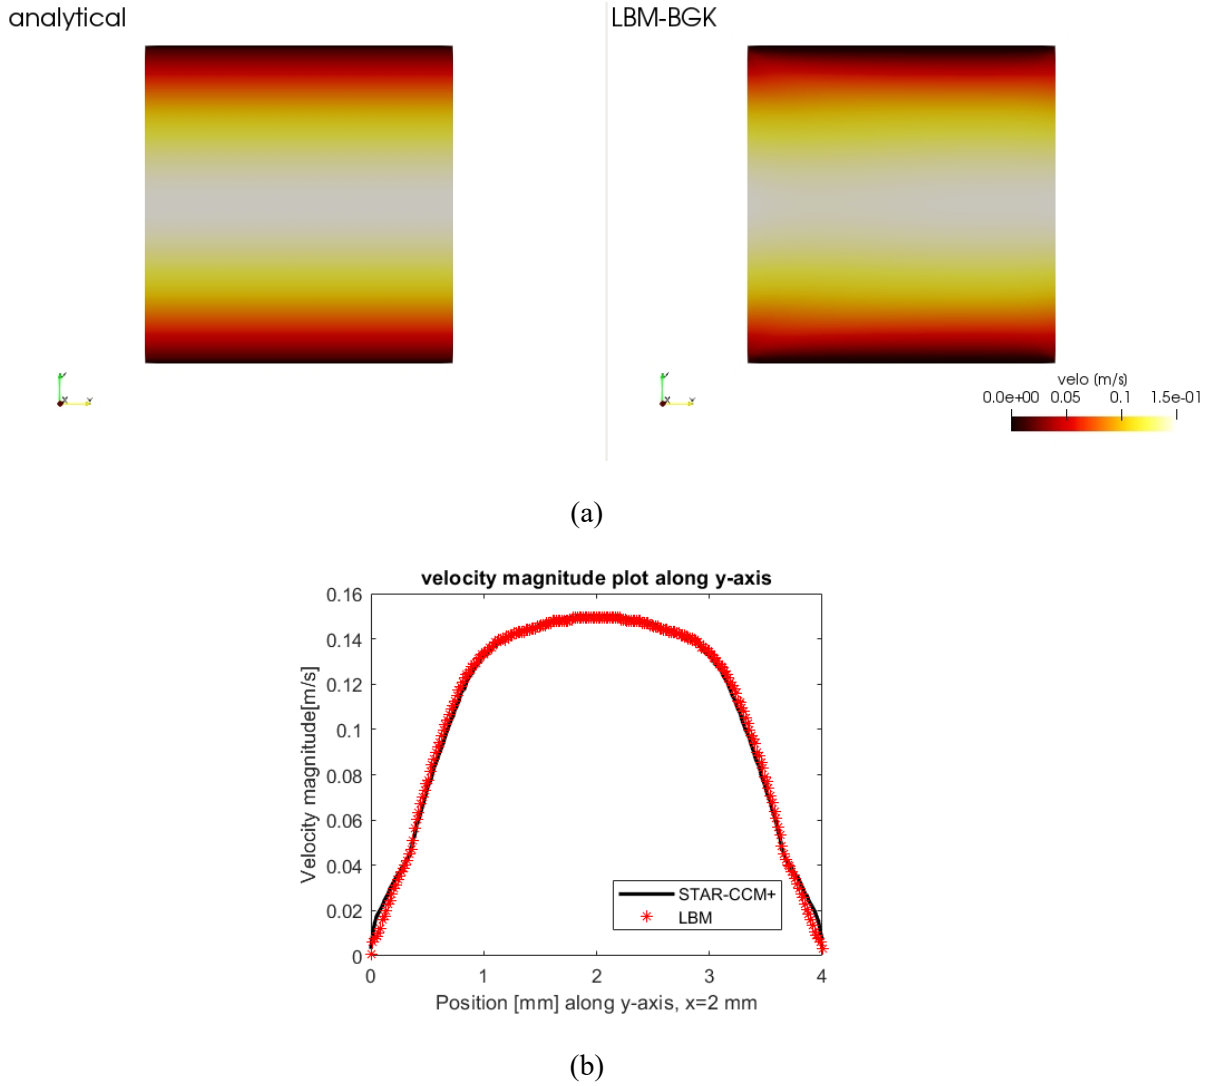 analytical
LBM-BGK
velo (m/s)
0.0e+00 0.05 0.1 1.5e-01
(a)
velocity magnitude plot along y-axis
0.16
0.14
0.12
0.1
0.08
0.06
0.04
0.02
0
Velocity magnitude[m/s]
STAR-CCM+
LBM
0 1 2 3 4
Position [mm] along y-axis, x=2 mm
(b)